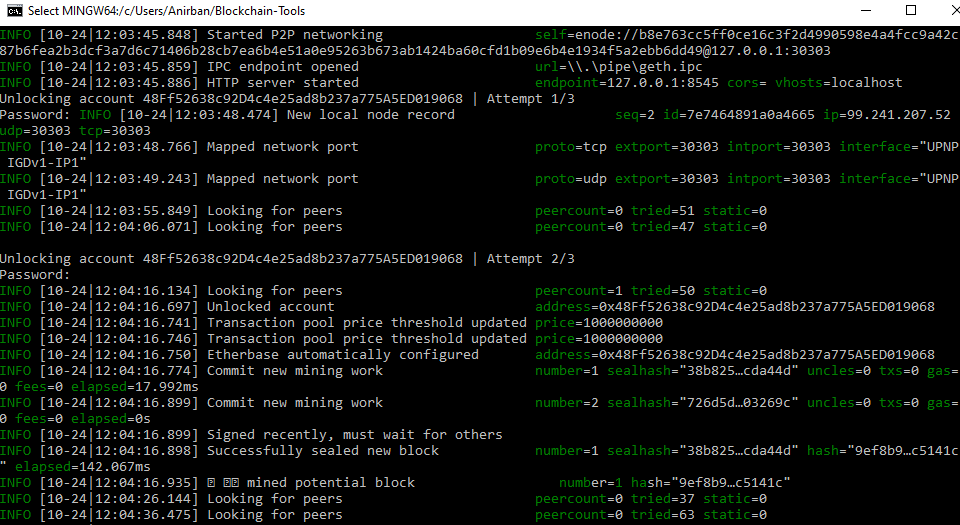 Select MINGW64:/c/Users/Anirban/Blockchain-Tools
INFO [10-24|12:03:45.848] Started P2P networking self=enode://b8e763cc5ff0ce16c3f2d4990598e4a4fcc9a42c
87b6fea2b3dcf3a7d6c71406b28cb7ea6b4e51a0e95263b673ab1424ba60cfd1b09e6b4e1934f5a2ebb6dd49@127.0.0.1:30303
INFO [10-24|12:03:45.859] IPC endpoint opened url=\\.\pipe\geth.ipc
INFO [10-24|12:03:45.886] HTTP server started endpoint=127.0.0.1:8545 cors= vhosts=localhost
Unlocking account 48Ff52638c92D4c4e25ad8b237a775A5ED019068 | Attempt 1/3
Password: INFO [10-24|12:03:48.474] New local node record seq=2 id=7e7464891a0a4665 ip=99.241.207.52
udp=30303 tcp=30303
INFO [10-24|12:03:48.766] Mapped network port proto=tcp extport=30303 intport=30303 interface="UPNP
IGDv1-IP1"
INFO [10-24|12:03:49.243] Mapped network port proto=udp extport=30303 intport=30303 interface="UPNP
IGDv1-IP1"
INFO [10-24|12:03:55.849] Looking for peers peercount=0 tried=51 static=0
INFO [10-24|12:04:06.071] Looking for peers peercount=0 tried=47 static=0
Unlocking account 48Ff52638c92D4c4e25ad8b237a775A5ED019068 | Attempt 2/3
Password:
INFO [10-24|12:04:16.134] Looking for peers peercount=1 tried=50 static=0
INFO [10-24|12:04:16.697] Unlocked account address=0x48Ff52638c92D4c4e25ad8b237a775A5ED019068
INFO [10-24|12:04:16.741] Transaction pool price threshold updated price=1000000000
INFO [10-24|12:04:16.746] Transaction pool price threshold updated price=1000000000
INFO [10-24|12:04:16.750] Etherbase automatically configured address=0x48Ff52638c92D4c4e25ad8b237a775A5ED019068
INFO [10-24|12:04:16.774] Commit new mining work number=1 sealhash="38b825…cda44d" uncles=0 txs=0 gas=
0 fees=0 elapsed=17.992ms
INFO [10-24|12:04:16.899] Commit new mining work number=2 sealhash="726d5d…03269c" uncles=0 txs=0 gas=
0 fees=0 elapsed=0s
INFO [10-24|12:04:16.899] Signed recently, must wait for others
INFO [10-24|12:04:16.898] Successfully sealed new block number=1 sealhash="38b825…cda44d" hash="9ef8b9…c5141c
" elapsed=142.067ms
INFO [10-24|12:04:16.935] mined potential block number=1 hash="9ef8b9…c5141c"
INFO [10-24|12:04:26.144] Looking for peers peercount=0 tried=37 static=0
INFO [10-24|12:04:36.475] Looking for peers peercount=0 tried=63 static=0